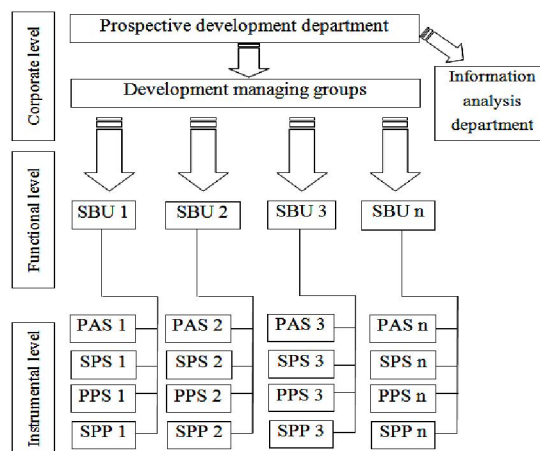 Corporate level
Prospective development department
Development managing groups
Information
analysis
department
Functional level
SBU 1
SBU 2
SBU 3
SBU n
Instrumental level
PAS 1
PAS 2
PAS 3
PAS n
SPS 1
SPS 2
SPS 3
SPS n
PPS 1
PPS 2
PPS 3
PPS n
SPP 1
SPP 2
SPP 3
SPP n